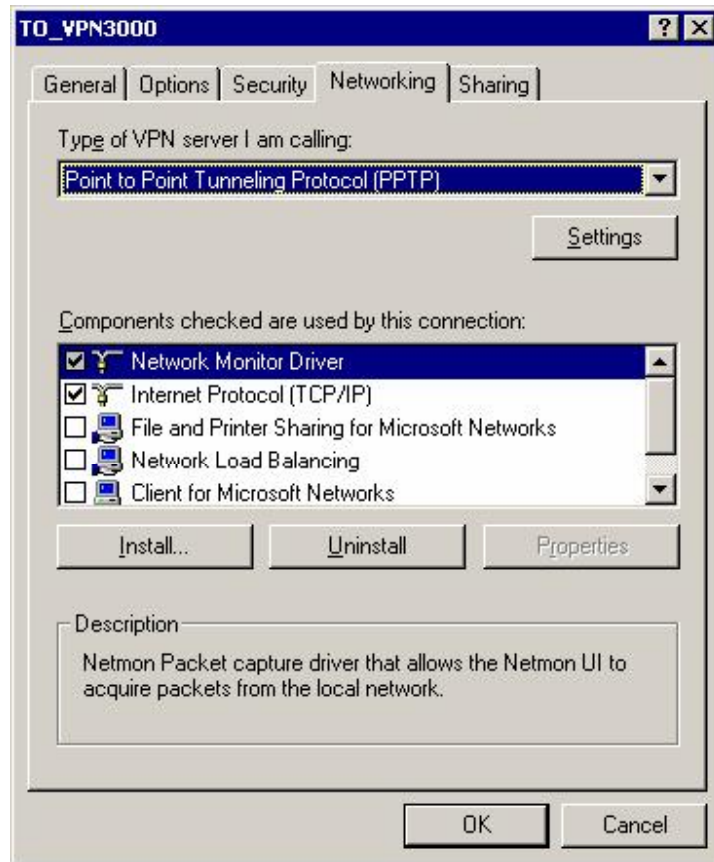 TO_VPN3000
General Options Security Networking Sharing
Type of VPN server I am calling:
Point to Point Tunneling Protocol (PPTP)
Settings
Components checked are used by this connection:
Network Monitor Driver
Internet Protocol (TCP/IP)
File and Printer Sharing for Microsoft Networks
Network Load Balancing
Client for Microsoft Networks
Install... Uninstall Properties
Description
Netmon Packet capture driver that allows the Netmon UI to
acquire packets from the local network.
OK Cancel